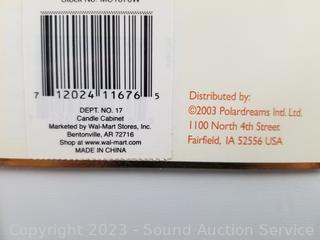 7 12024 11676 5
DEPT. NO. 17
Candle Cabinet
Marketed by Wal-Mart Stores, Inc.
Bentonville, AR 72716
Shop at www.wal-mart.com
MADE IN CHINA
Distributed by:
©2003 Polardreams Intl. Ltd.
1100 North 4th Street
Fairfield, IA 52556 USA
Copyright 2023 - Sound Auction Service